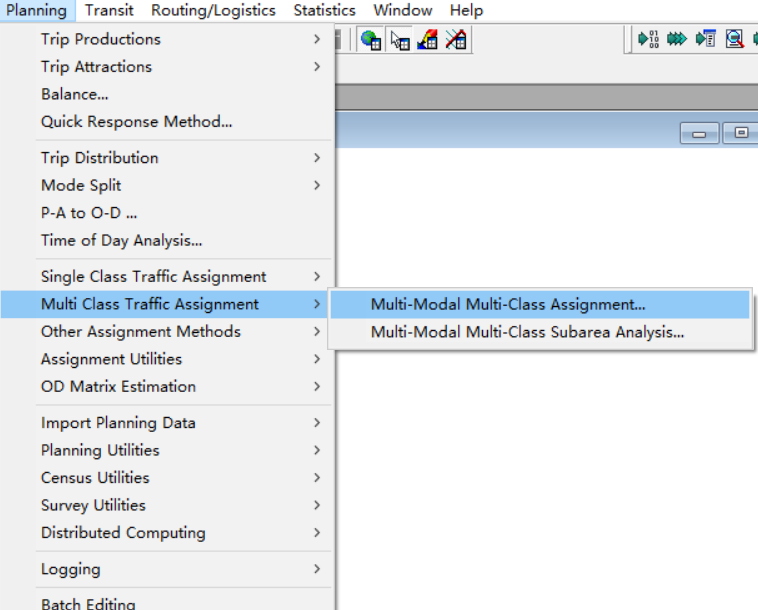 Planning Transit Routing/Logistics Statistics Window Help
Trip Productions
Trip Attractions
Balance...
Quick Response Method...
Trip Distribution
Mode Split
P-A to O-D ...
Time of Day Analysis...
Single Class Traffic Assignment
Multi Class Traffic Assignment
Multi-Modal Multi-Class Assignment...
Other Assignment Methods
Multi-Modal Multi-Class Subarea Analysis...
Assignment Utilities
OD Matrix Estimation
Import Planning Data
Planning Utilities
Census Utilities
Survey Utilities
Distributed Computing
Logging
Batch Editing